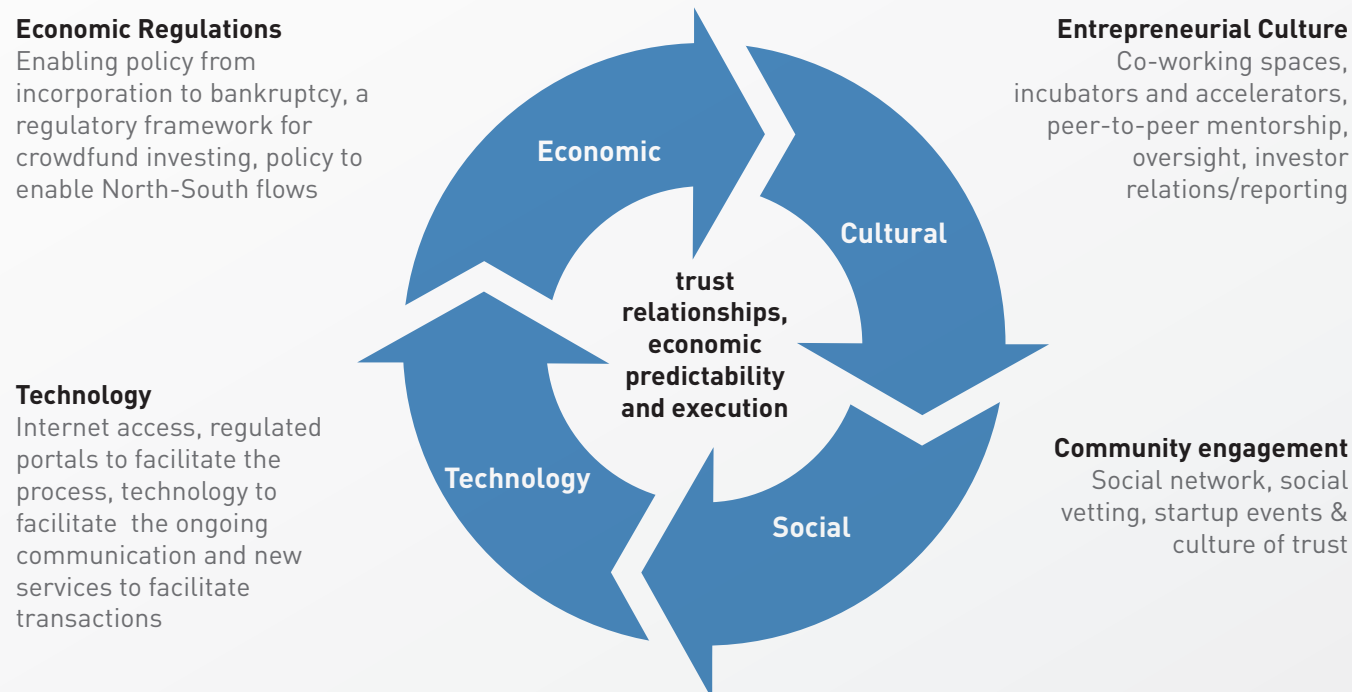 Economic Regulations
Enabling policy from
incorporation to bankruptcy, a
regulatory framework for
crowdfund investing, policy to
enable North-South flows
Economic
Entrepreneurial Culture
Co-working spaces,
incubators and accelerators,
peer-to-peer mentorship,
oversight, investor
relations/reporting
Cultural
trust
relationships,
economic
predictability
and execution
Technology
Internet access, regulated
portals to facilitate the
process, technology to
facilitate  the ongoing
communication and new
services to facilitate
transactions
Technology
Social
Community engagement
Social network, social
vetting, startup events &
culture of trust